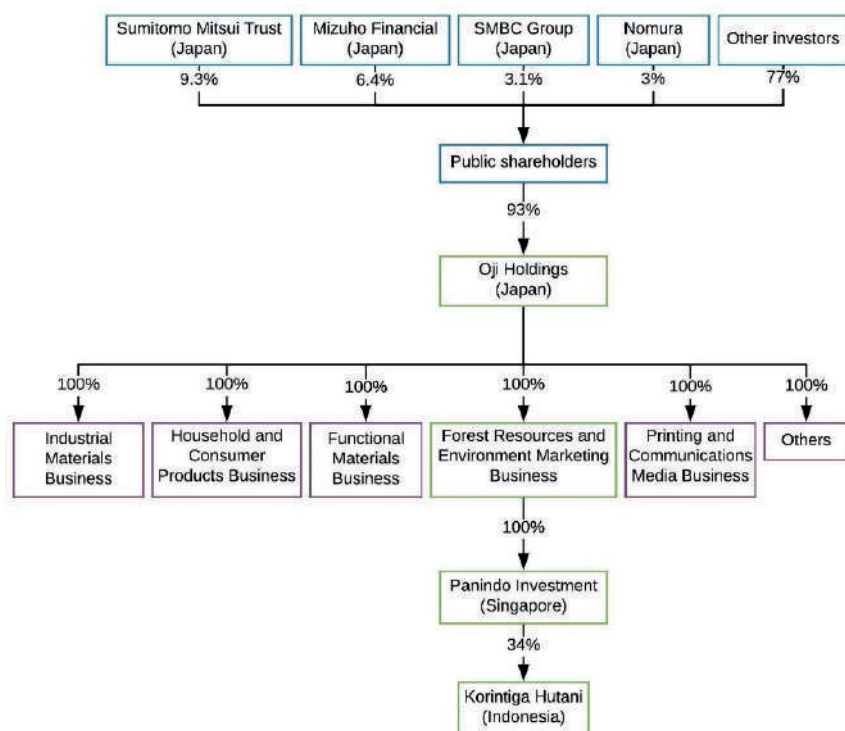 Sumitomo Mitsui Trust
(Japan)
Mizuho Financial
(Japan)
SMBC Group
(Japan)
Nomura
(Japan)
Other investors
9.3%
6.4%
3.1%
3%
77%
Public shareholders
93%
Oji Holdings
(Japan)
100%
100%
100%
100%
100%
100%
Industrial
Materials
Business
Household and
Consumer
Products Business
Functional
Materials
Business
Forest Resources and
Environment Marketing
Business
Printing and
Communications
Media Business
Others
100%
Panindo Investment
(Singapore)
34%
Korintiga Hutani
(Indonesia)